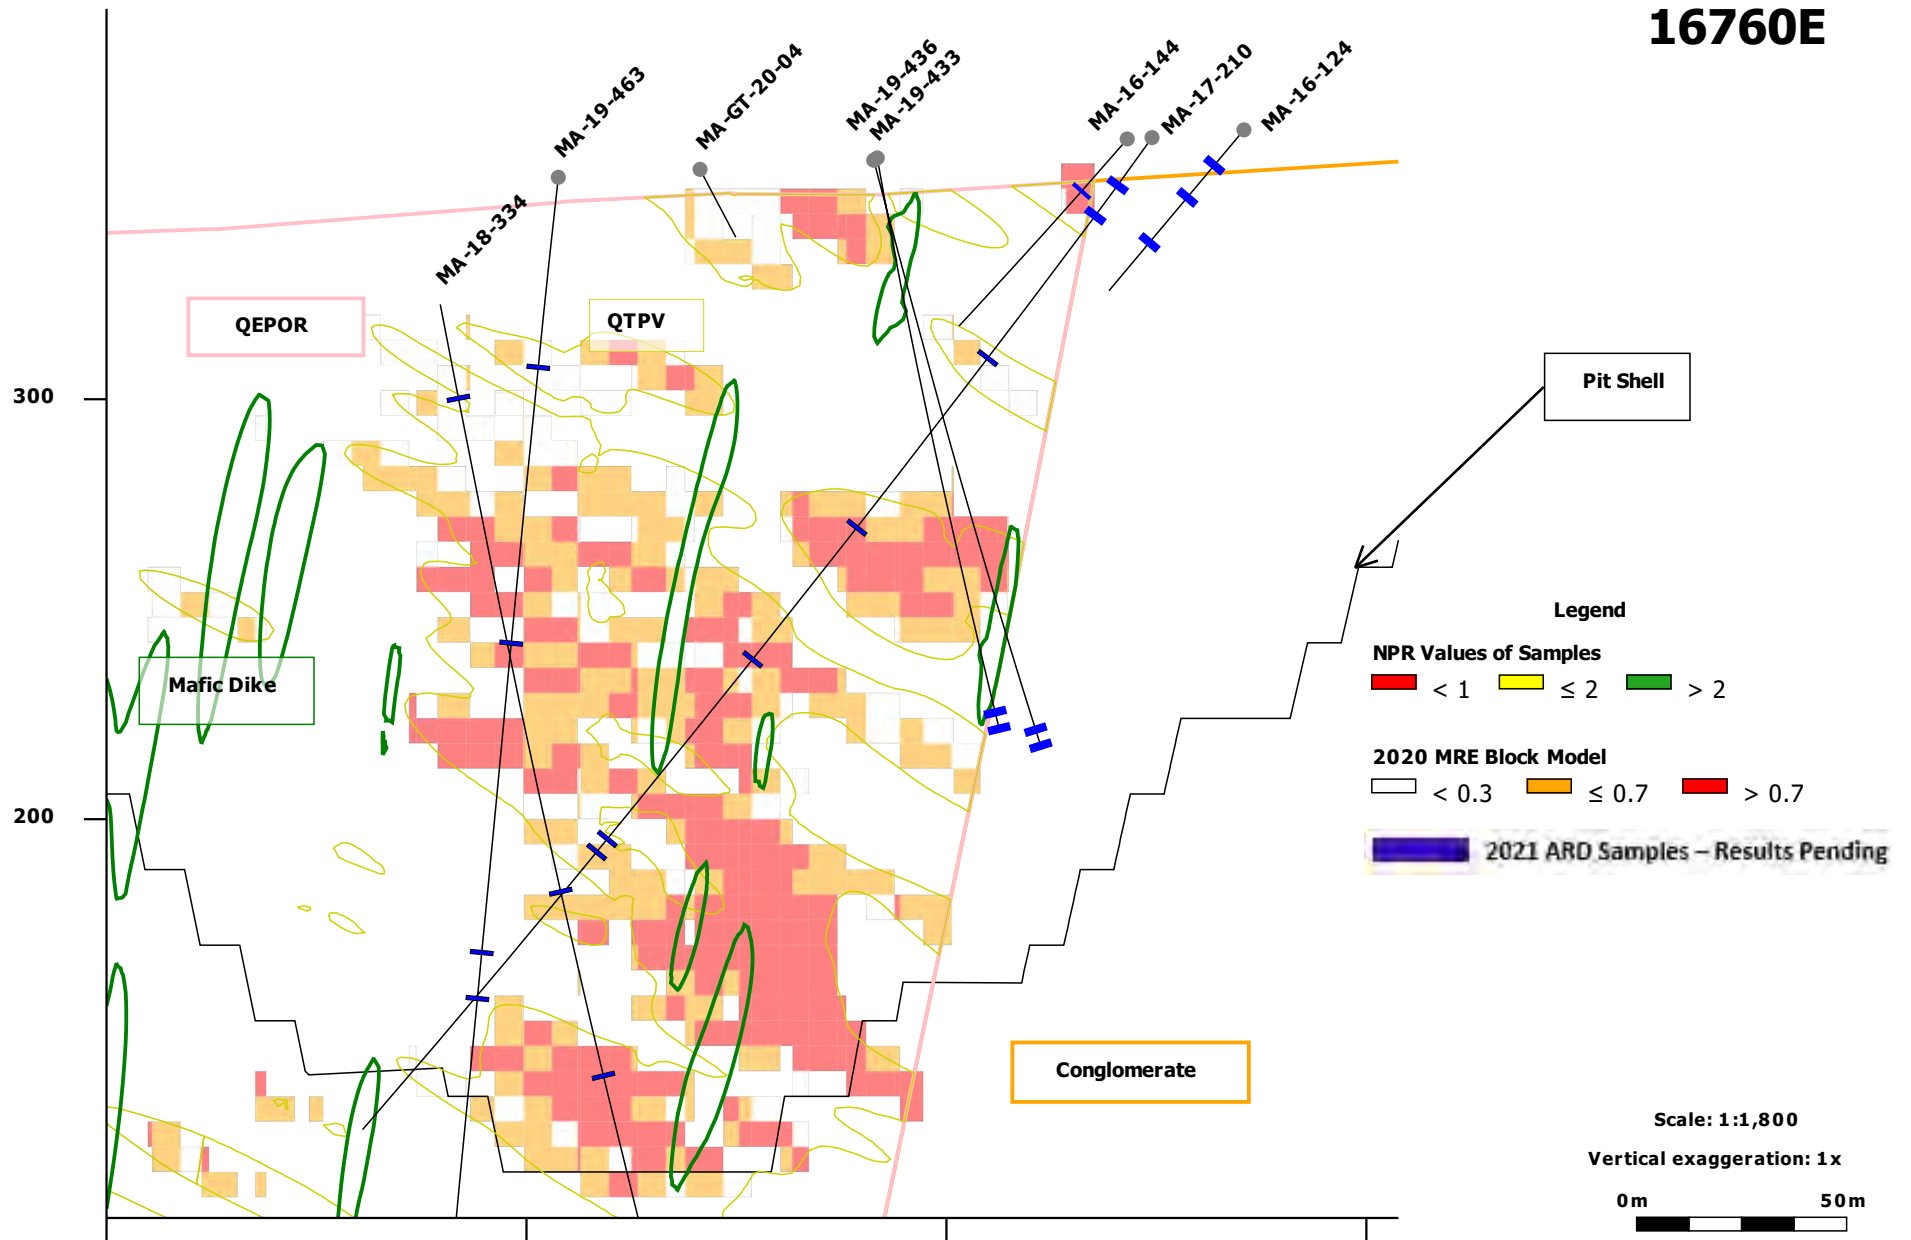 16760E
MA-19-463
MA-GT-20-04
MA-19-436
MA-19-433
MA-16-144
MA-17-210
MA-16-124
MA-18-334
QEPOR
QTPV
300
Pit Shell
Legend
NPR Values of Samples
< 1
≤ 2
> 2
Mafic Dike
2020 MRE Block Model
< 0.3
≤ 0.7
> 0.7
200
2021 ARD Samples – Results Pending
Conglomerate
Scale: 1:1,800
Vertical exaggeration: 1x
0m
50m